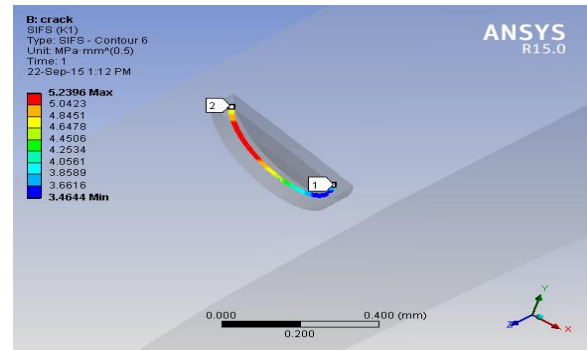 B: crack
SIFS (K1)
Type: SIFS - Contour 6
Unit: MPa·mm^(0.5)
Time: 1
22-Sep-15 1:12 PM
5.2396 Max
5.0423
4.8451
4.6478
4.4506
4.2534
4.0561
3.8589
3.6616
3.4644 Min
ANSYS
R15.0
2
1
0.000
0.400 (mm)
0.200
Y
Z
X